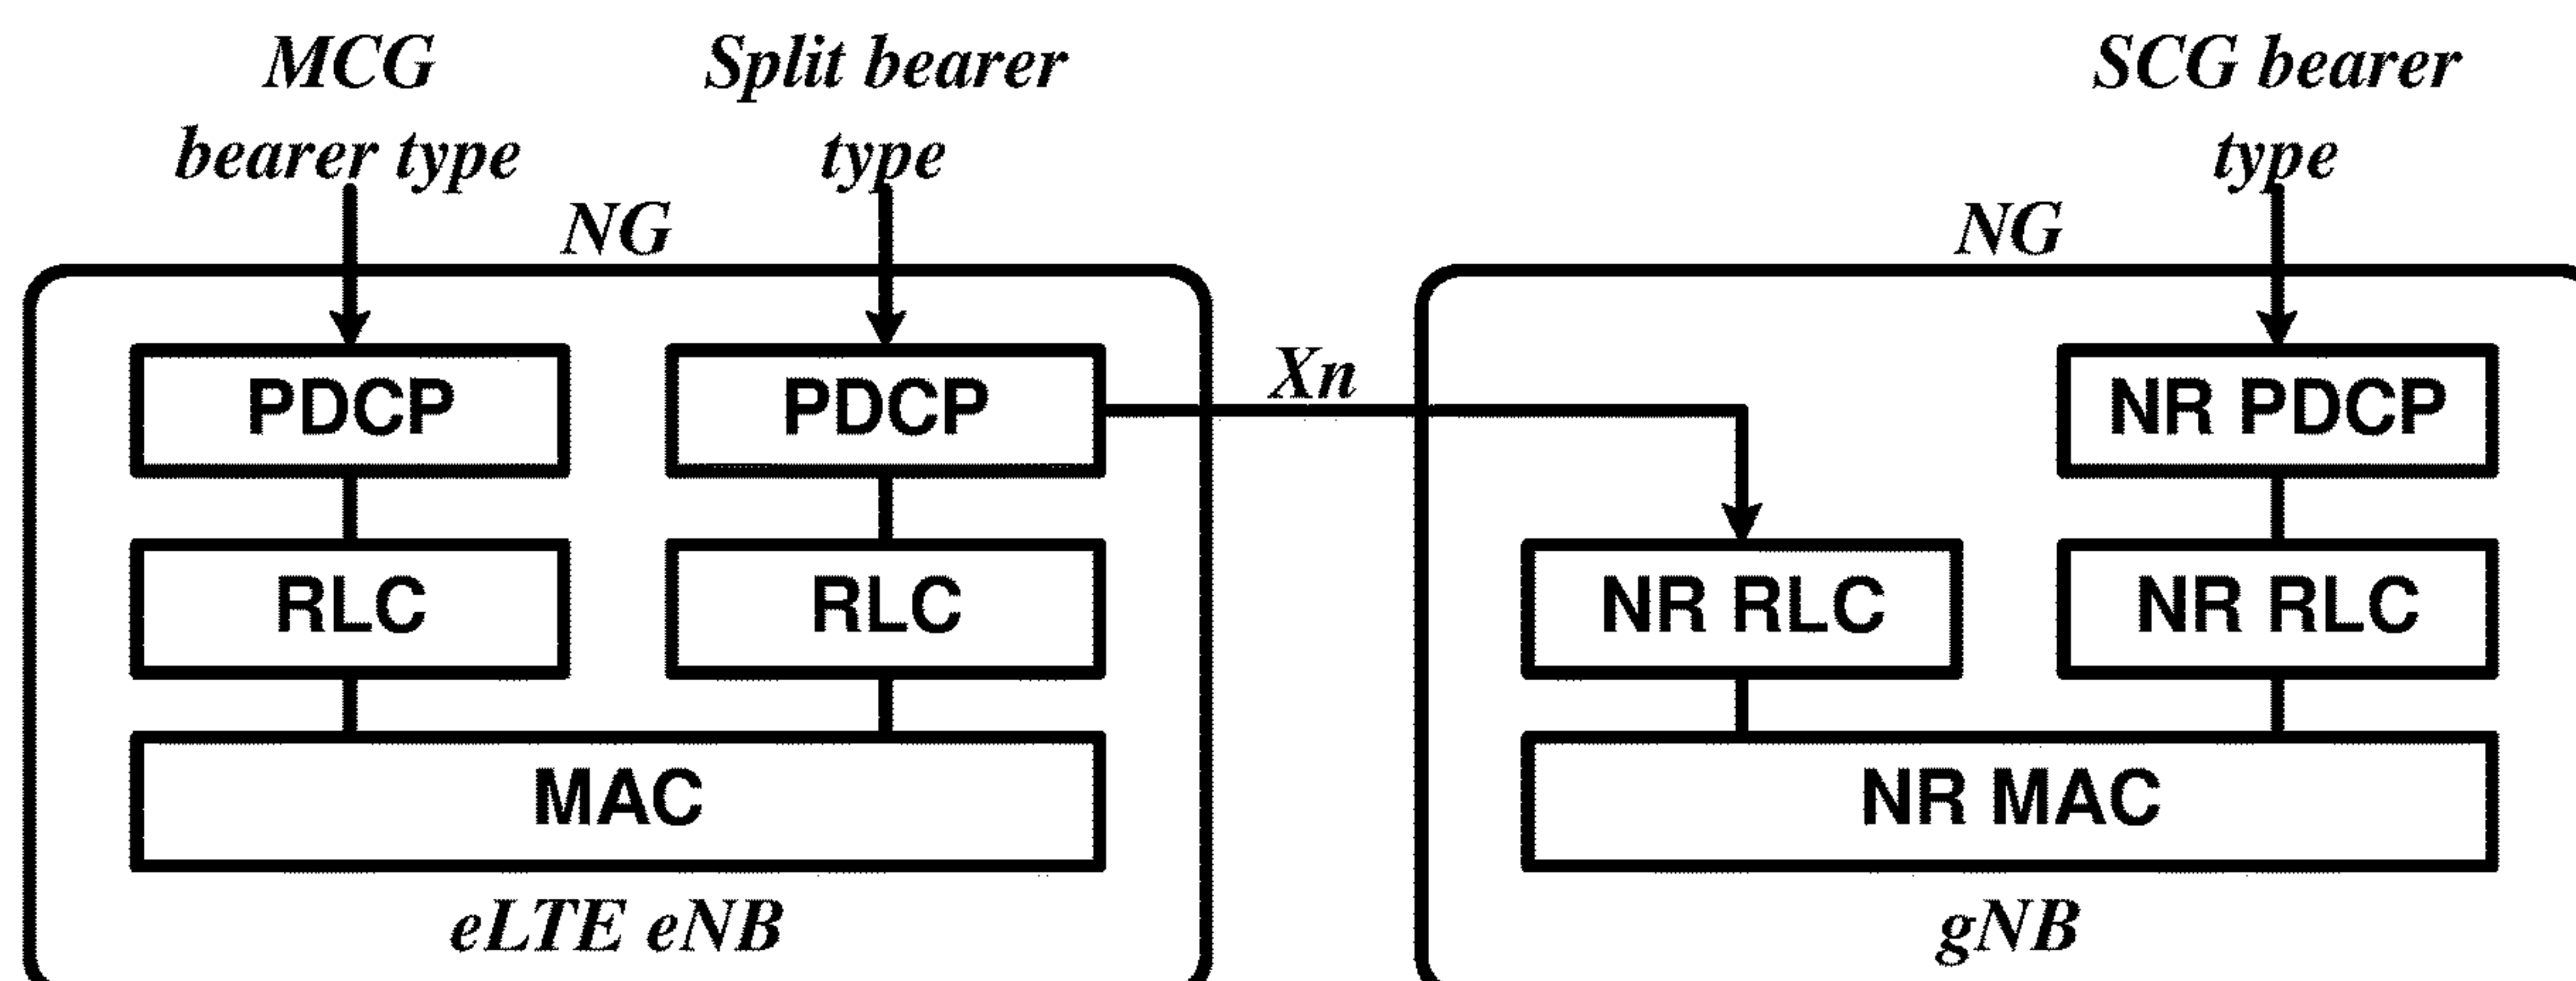 MCG
bearer type
Split bearer
type
SCG bearer
type
NG
NG
Xn
PDCP
PDCP
NR PDCP
RLC
RLC
NR RLC
NR RLC
MAC
NR MAC
eLTE eNB
gNB